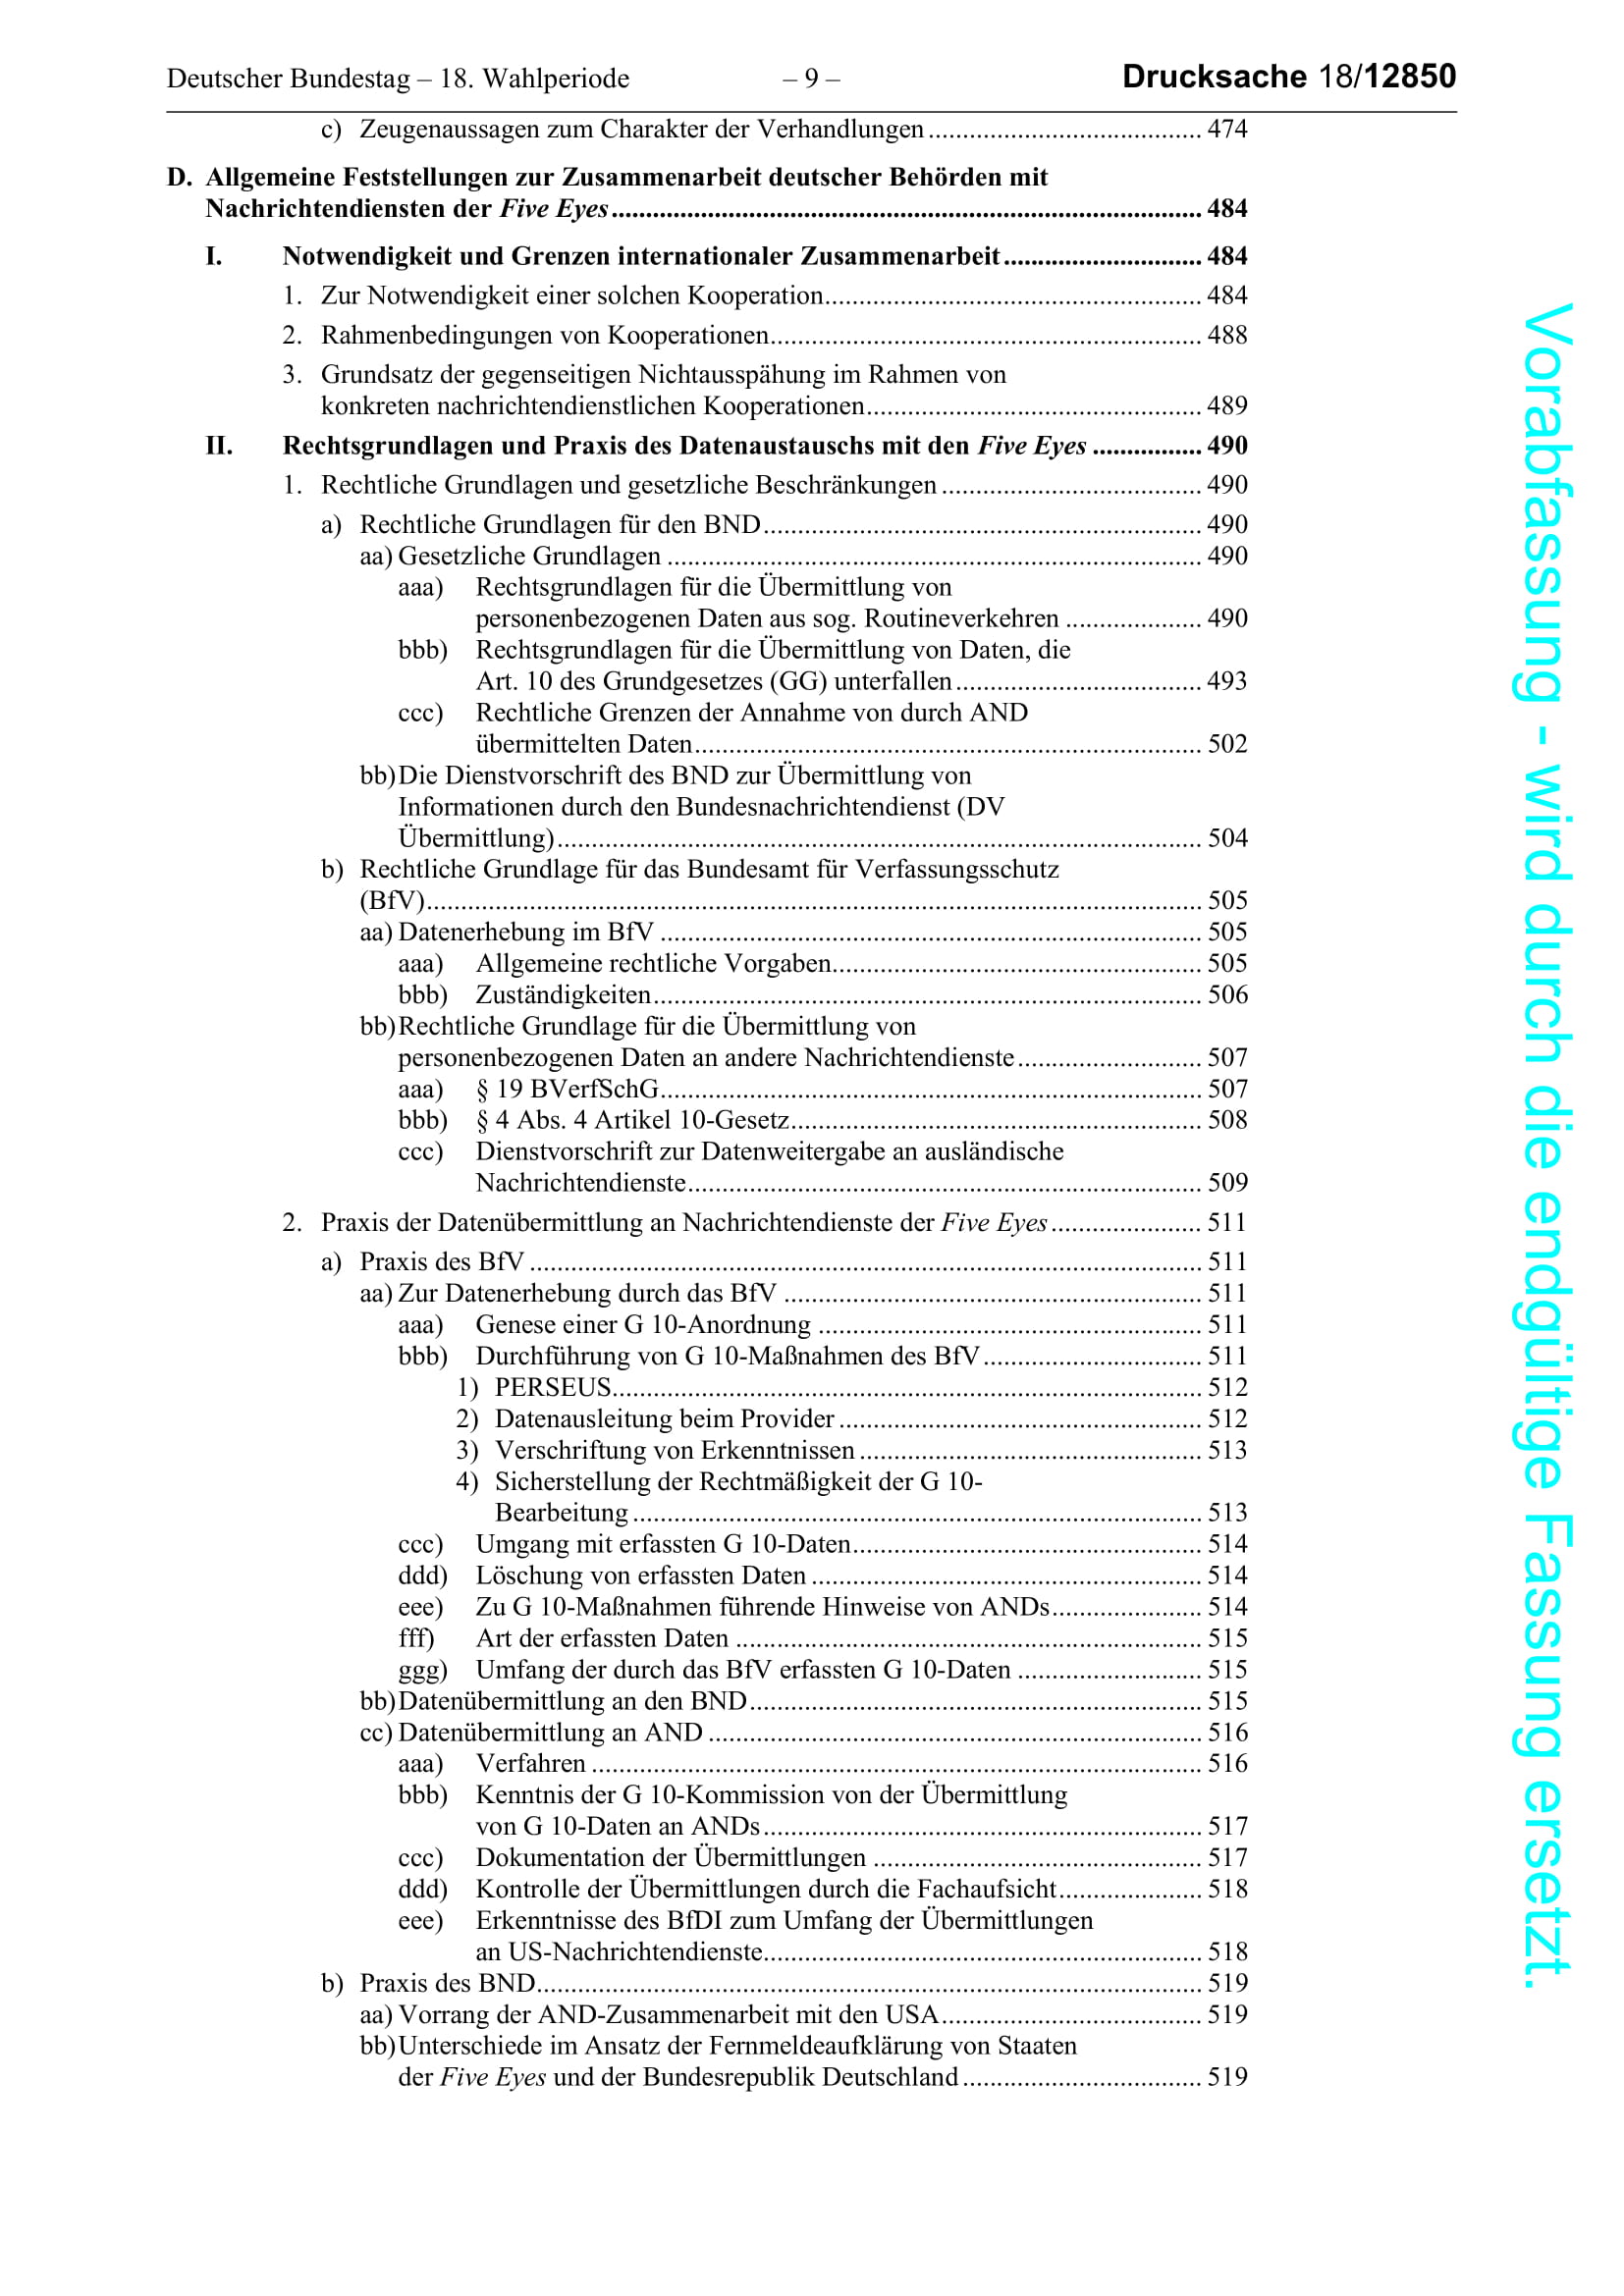 Deutscher Bundestag – 18. Wahlperiode – 9 – Drucksache 18/12850
c) Zeugenaussagen zum Charakter der Verhandlungen ........................................ 474
D. Allgemeine Feststellungen zur Zusammenarbeit deutscher Behörden mit
Nachrichtendiensten der Five Eyes ........................................ 484
I. Notwendigkeit und Grenzen internationaler Zusammenarbeit ............................. 484
1. Zur Notwendigkeit einer solchen Kooperation ........................................ 484
2. Rahmenbedingungen von Kooperationen ........................................ 488
3. Grundsatz der gegenseitigen Nichtausspähung im Rahmen von
konkreten nachrichtendienstlichen Kooperationen ........................................ 489
II. Rechtsgrundlagen und Praxis des Datenaustauschs mit den Five Eyes ................ 490
1. Rechtliche Grundlagen und gesetzliche Beschränkungen ........................................ 490
a) Rechtliche Grundlagen für den BND ........................................ 490
aa) Gesetzliche Grundlagen ........................................ 490
aaa) Rechtsgrundlagen für die Übermittlung von
personenbezogenen Daten aus sog. Routineverkehren .................... 490
bbb) Rechtsgrundlagen für die Übermittlung von Daten, die
Art. 10 des Grundgesetzes (GG) unterfallen .................................... 493
ccc) Rechtliche Grenzen der Annahme von durch AND
übermittelten Daten ........................................ 502
bb) Die Dienstvorschrift des BND zur Übermittlung von
Informationen durch den Bundesnachrichtendienst (DV
Übermittlung) ........................................ 504
b) Rechtliche Grundlage für das Bundesamt für Verfassungsschutz
(BfV) ........................................ 505
aa) Datenerhebung im BfV ........................................ 505
aaa) Allgemeine rechtliche Vorgaben ........................................ 505
bbb) Zuständigkeiten ........................................ 506
bb) Rechtliche Grundlage für die Übermittlung von
personenbezogenen Daten an andere Nachrichtendienste ........................... 507
aaa) § 19 BVerfSchG ........................................ 507
bbb) § 4 Abs. 4 Artikel 10-Gesetz ........................................ 508
ccc) Dienstvorschrift zur Datenweitergabe an ausländische
Nachrichtendienste ........................................ 509
2. Praxis der Datenübermittlung an Nachrichtendienste der Five Eyes ...................... 511
a) Praxis des BfV ........................................ 511
aa) Zur Datenerhebung durch das BfV ........................................ 511
aaa) Genese einer G 10-Anordnung ........................................ 511
bbb) Durchführung von G 10-Maßnahmen des BfV ................................ 511
1) PERSEUS ........................................ 512
2) Datenausleitung beim Provider ........................................ 512
3) Verschriftung von Erkenntnissen ........................................ 513
4) Sicherstellung der Rechtmäßigkeit der G 10-
Bearbeitung ........................................ 513
ccc) Umgang mit erfassten G 10-Daten ........................................ 514
ddd) Löschung von erfassten Daten ........................................ 514
eee) Zu G 10-Maßnahmen führende Hinweise von ANDs ...................... 514
fff) Art der erfassten Daten ........................................ 515
ggg) Umfang der durch das BfV erfassten G 10-Daten ........................... 515
bb) Datenübermittlung an den BND ........................................ 515
cc) Datenübermittlung an AND ........................................ 516
aaa) Verfahren ........................................ 516
bbb) Kenntnis der G 10-Kommission von der Übermittlung
von G 10-Daten an ANDs ........................................ 517
ccc) Dokumentation der Übermittlungen ........................................ 517
ddd) Kontrolle der Übermittlungen durch die Fachaufsicht ..................... 518
eee) Erkenntnisse des BfDI zum Umfang der Übermittlungen
an US-Nachrichtendienste ........................................ 518
b) Praxis des BND ........................................ 519
aa) Vorrang der AND-Zusammenarbeit mit den USA ...................................... 519
bb) Unterschiede im Ansatz der Fernmeldeaufklärung von Staaten
der Five Eyes und der Bundesrepublik Deutschland ................................... 519
Vorabfassung - wird durch die endgültige Fassung ersetzt.